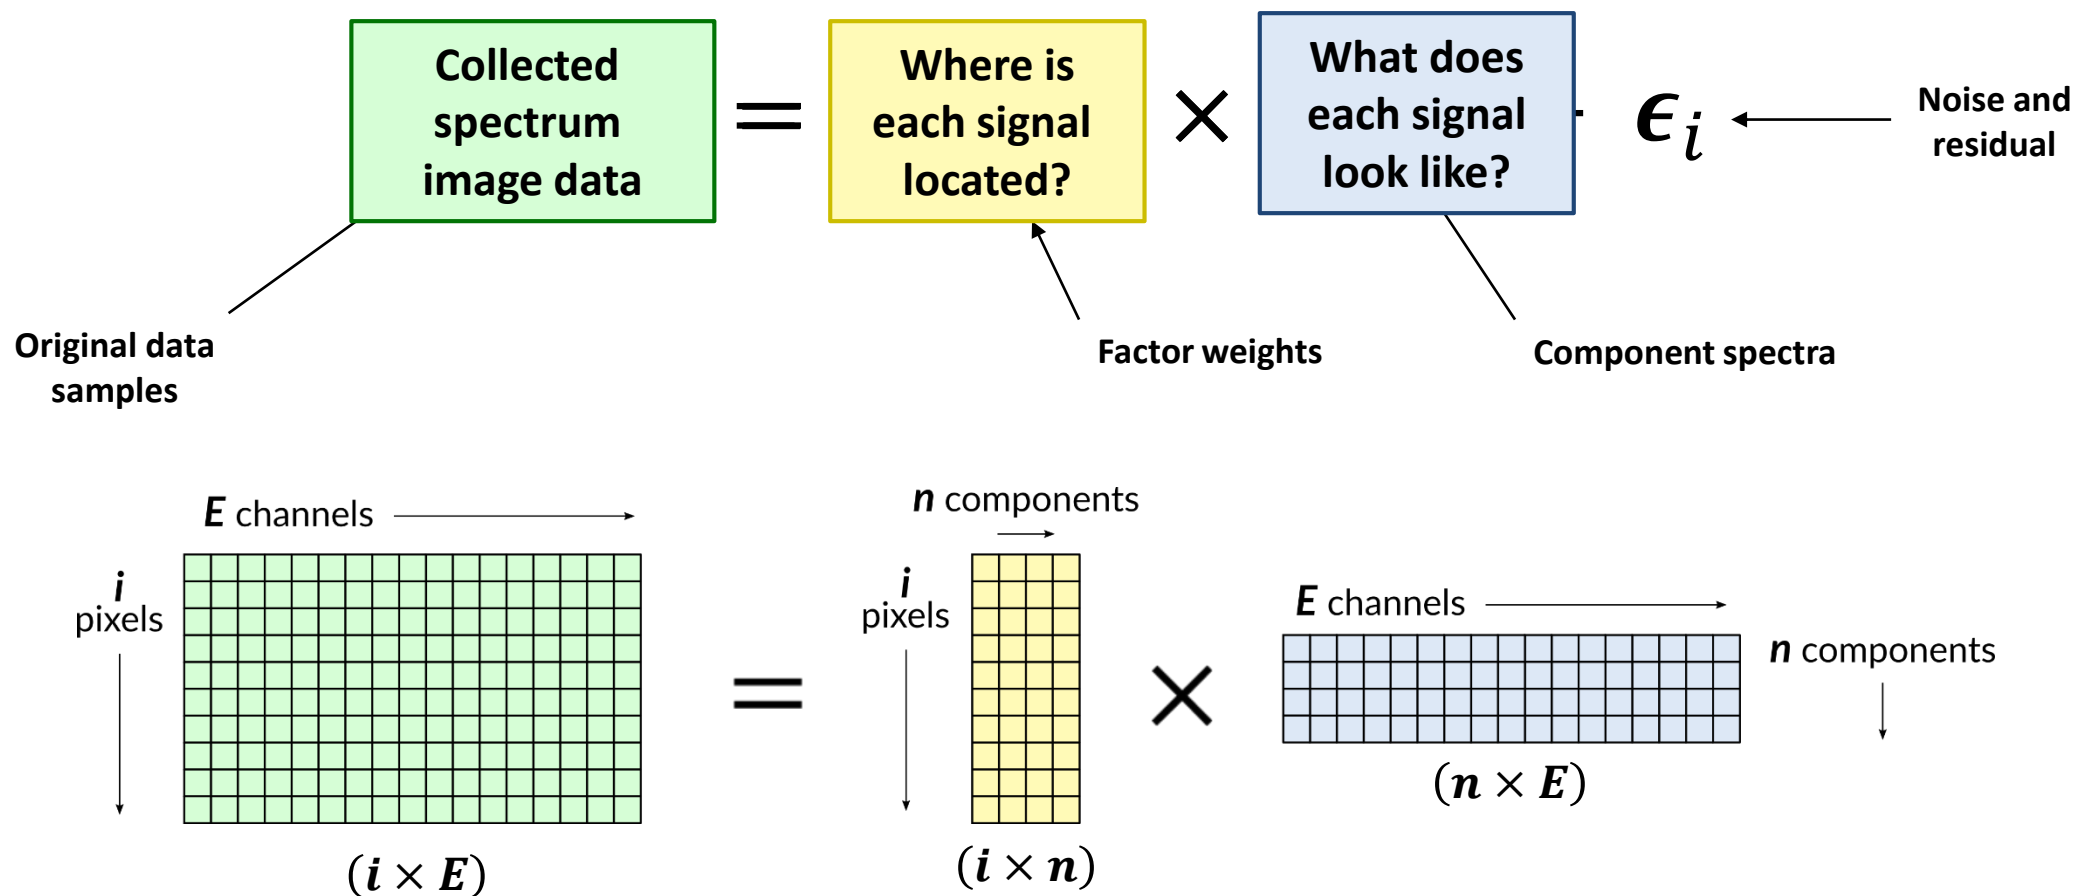 Collected
spectrum
image data
=
Where is
each signal
located?
×
What does
each signal
look like?
ϵᵢ
Noise and
residual
Original data
samples
Factor weights
Component spectra
E channels
i
pixels
(i × E)
=
n components
i
pixels
(i × n)
×
E channels
n components
(n × E)